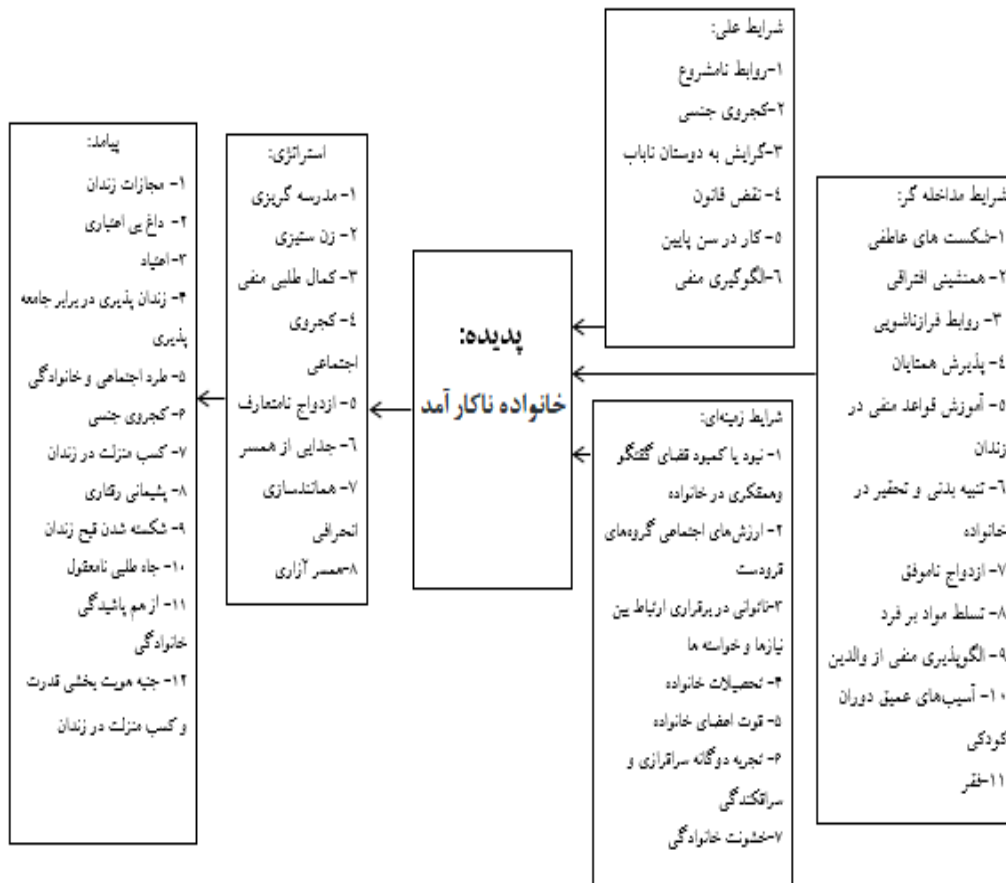 شرایط علی:
۱-روابط نامشروع
۲-کجروی جنسی
۳-گرایش به دوستان ناباب
٤- نقض قانون
٥- کار در سن پایین
٦-الگوگیری منفی
شرایط مداخله گر:
۱-شکست های عاطفی
۲- همنشینی افتراقی
۳- روابط فرازناشویی
٤- پذیرش همتایان
٥- آموزش قواعد منفی در
زندان
٦- تنبیه بدنی و تحقیر در
خانواده
۷- ازدواج ناموفق
۸- تسلط مواد بر فرد
۹- الگوپذیری منفی از والدین
۱۰- آسیب‌های عمیق دوران
کودکی
۱۱-فقر
شرایط زمینه‌ای:
۱- نبود یا کمبود فضای گفتگو
وهمفکری در خانواده
۲- ارزش‌های اجتماعی گروه‌های
فرودست
۳-ناتوانی در برقراری ارتباط بین
نیازها و خواسته ها
۴- تحصیلات خانواده
۵- فوت اعضای خانواده
۶- تجربه دوگانه سرافرازی و
سرافکندگی
۷-خشونت خانوادگی
پدیده:
خانواده ناکار آمد
استراتژی:
۱- مدرسه گریزی
۲- زن ستیزی
۳- کمال طلبی منفی
٤- کجروی
اجتماعی
٥- ازدواج نامتعارف
٦- جدایی از همسر
۷- همانندسازی
انحرافی
۸-همسر آزاری
پیامد:
۱- مجازات زندان
۲- داغ بی اعتباری
۳- اعتیاد
۴- زندان پذیری در برابر جامعه
پذیری
۵- طرد اجتماعی و خانوادگی
۶- کجروی جنسی
۷- کسب منزلت در زندان
۸- پشیمانی رفتاری
۹- شکسته شدن قبح زندان
۱۰- جاه طلبی نامعقول
۱۱- از هم پاشیدگی
خانوادگی
۱۲- جنبه هویت بخشی قدرت
و کسب منزلت در زندان